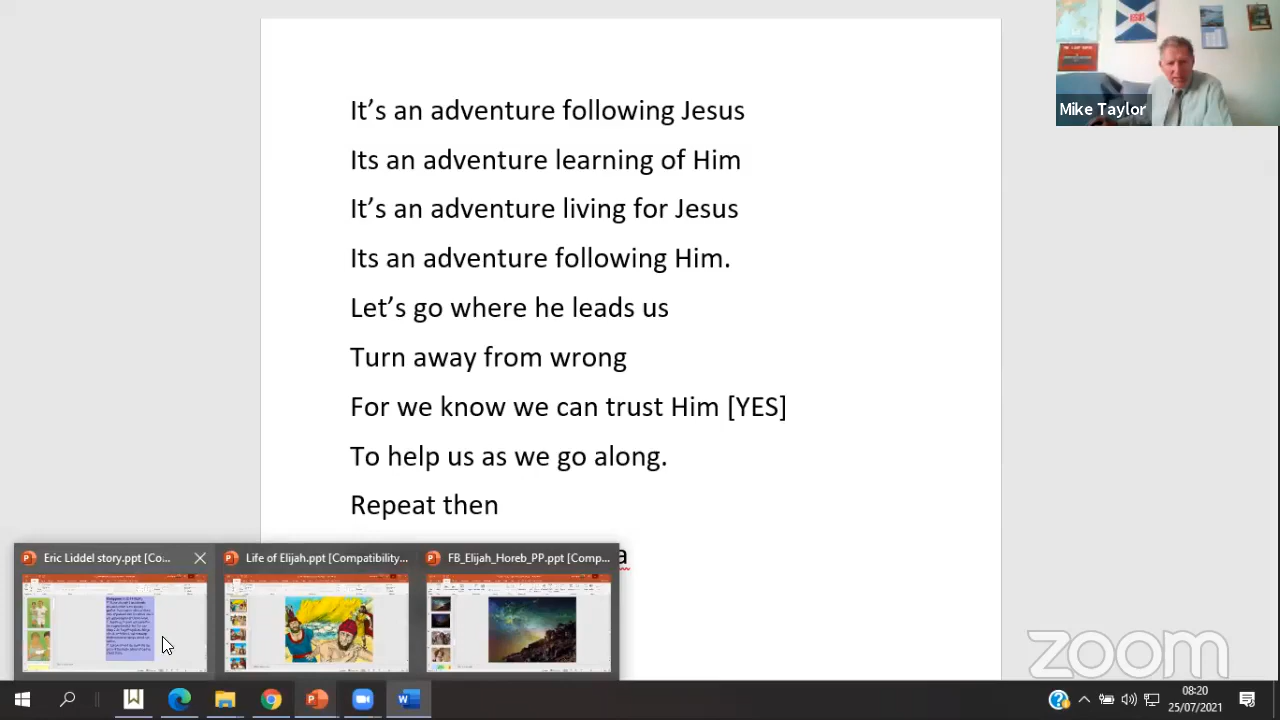 It's an adventure following Jesus
Its an adventure learning of Him
It's an adventure living for Jesus
Its an adventure following Him.
Let's go where he leads us
Turn away from wrong
For we know we can trust Him [YES]
To help us as we go along.
Repeat then
a
Mike Taylor
Eric Liddel story.ppt [Co...
Life of Elijah.ppt [Compatibility...
FB_Elijah_Horeb_PP.ppt [Comp...
zoom
08:20
25/07/2021